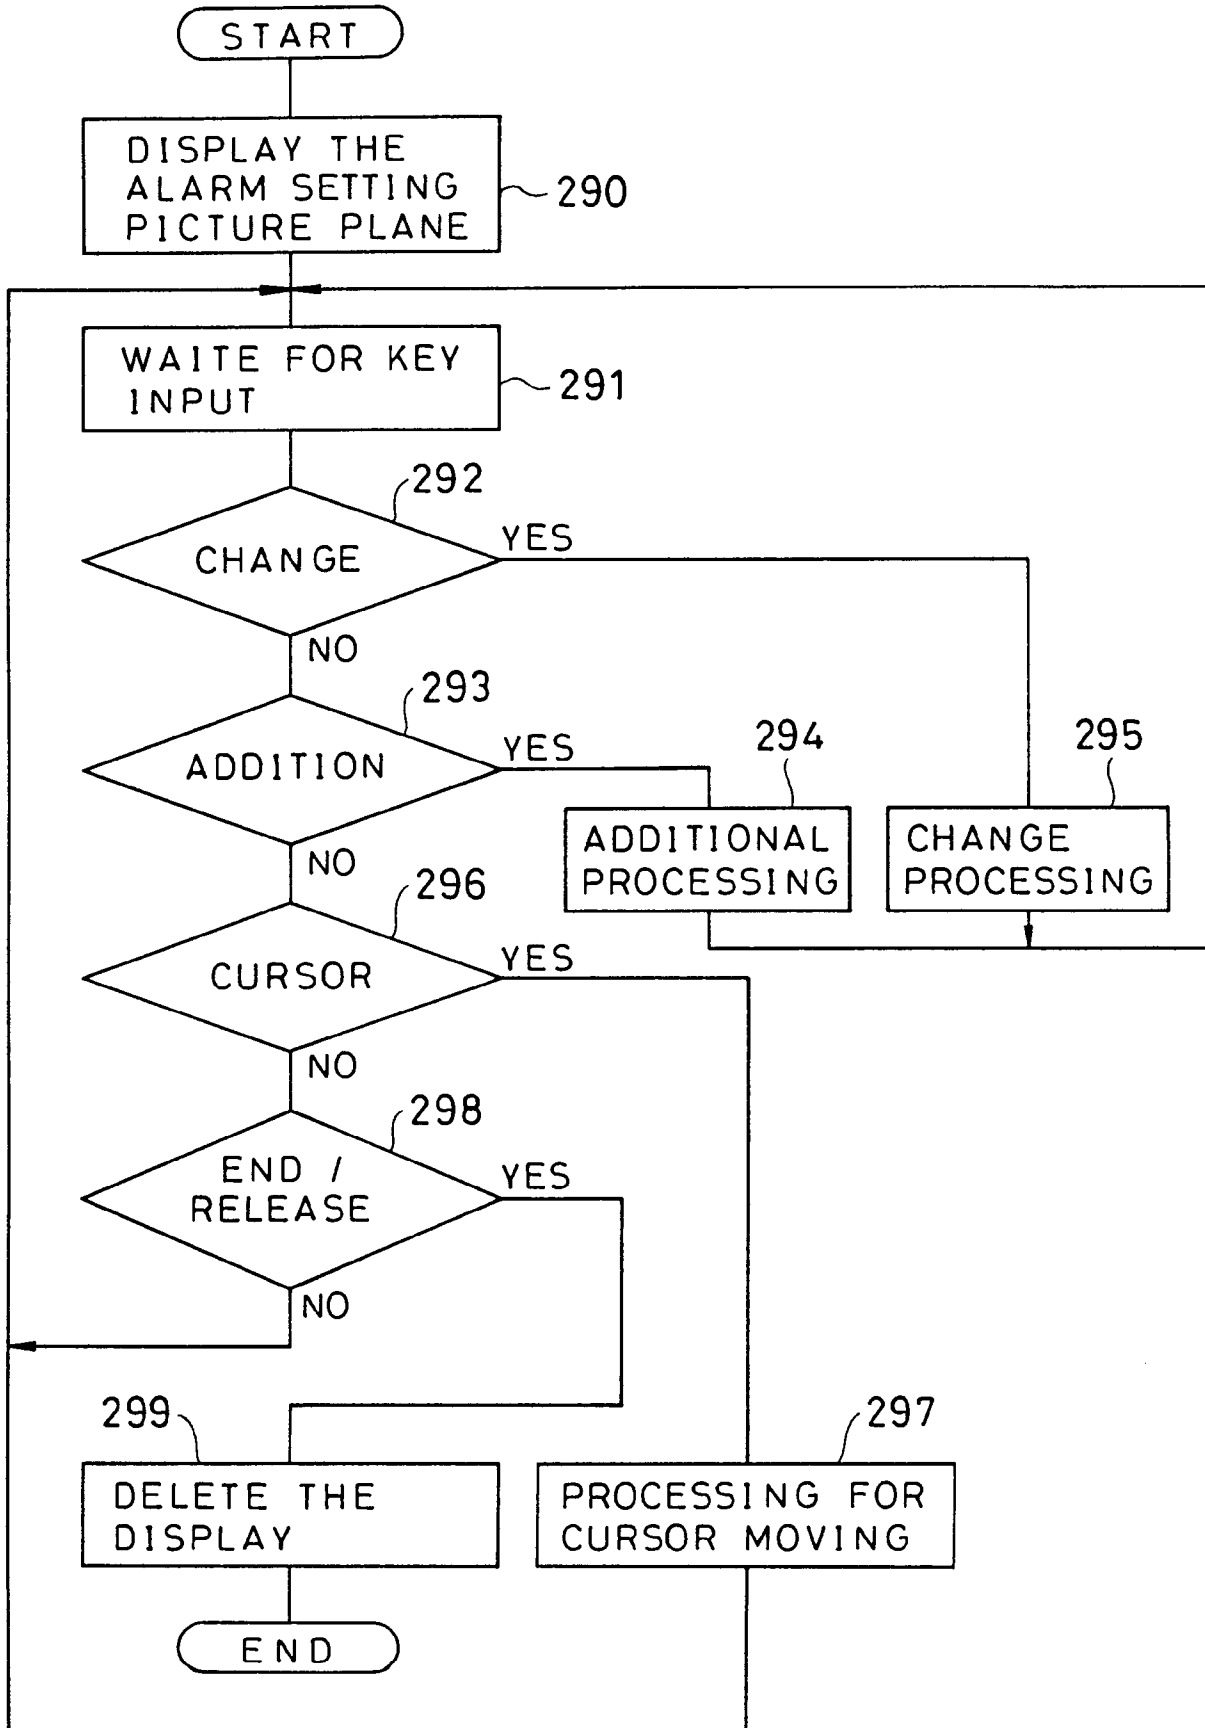 START
DISPLAY THE
ALARM SETTING
PICTURE PLANE
290
WAITE FOR KEY
INPUT
291
292
CHANGE
YES
NO
293
ADDITION
YES
NO
294
ADDITIONAL
PROCESSING
295
CHANGE
PROCESSING
296
CURSOR
YES
NO
298
END /
RELEASE
YES
NO
299
DELETE THE
DISPLAY
297
PROCESSING FOR
CURSOR MOVING
END